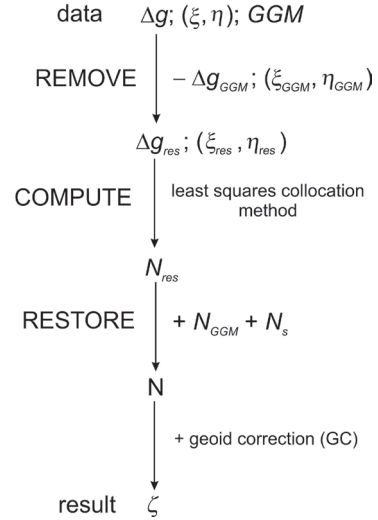 data Δg; (ξ, η); GGM
REMOVE − Δg_GGM; (ξ_GGM, η_GGM)
Δg_res; (ξ_res, η_res)
COMPUTE least squares collocation
method
N_res
RESTORE + N_GGM + N_s
N
+ geoid correction (GC)
result ζ